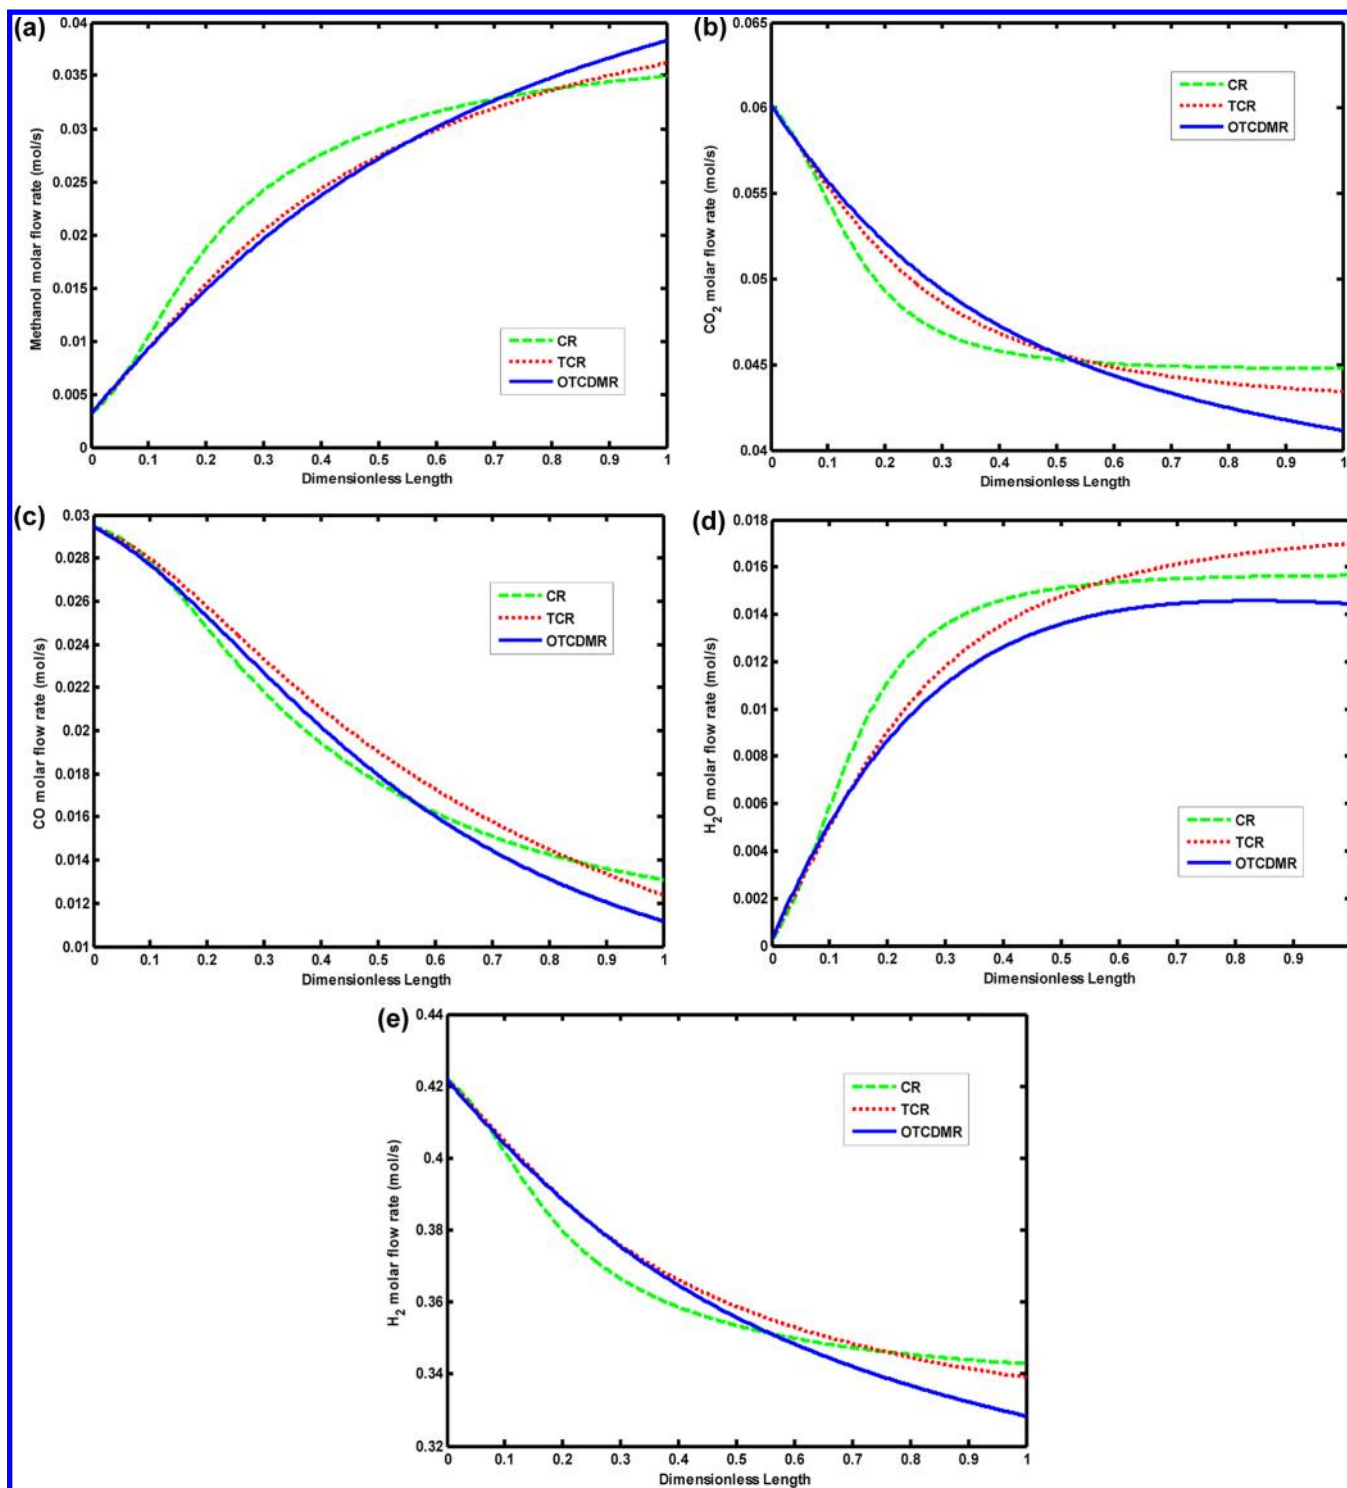 (a)
0.04
0.035
0.03
0.025
0.02
0.015
0.01
0.005
0
Methanol molar flow rate (mol/s)
CR
TCR
OTCDMR
0 0.1 0.2 0.3 0.4 0.5 0.6 0.7 0.8 0.9 1
Dimensionless Length
(b)
0.065
0.06
0.055
0.05
0.045
0.04
CO2 molar flow rate (mol/s)
CR
TCR
OTCDMR
0 0.1 0.2 0.3 0.4 0.5 0.6 0.7 0.8 0.9 1
Dimensionless Length
(c)
0.03
0.028
0.026
0.024
0.022
0.02
0.018
0.016
0.014
0.012
0.01
CO molar flow rate (mol/s)
CR
TCR
OTCDMR
0 0.1 0.2 0.3 0.4 0.5 0.6 0.7 0.8 0.9 1
Dimensionless Length
(d)
0.018
0.016
0.014
0.012
0.01
0.008
0.006
0.004
0.002
0
H2O molar flow rate (mol/s)
CR
TCR
OTCDMR
0 0.1 0.2 0.3 0.4 0.5 0.6 0.7 0.8 0.9
Dimensionless Length
(e)
0.44
0.42
0.4
0.38
0.36
0.34
0.32
H2 molar flow rate (mol/s)
CR
TCR
OTCDMR
0 0.1 0.2 0.3 0.4 0.5 0.6 0.7 0.8 0.9 1
Dimensionless Length